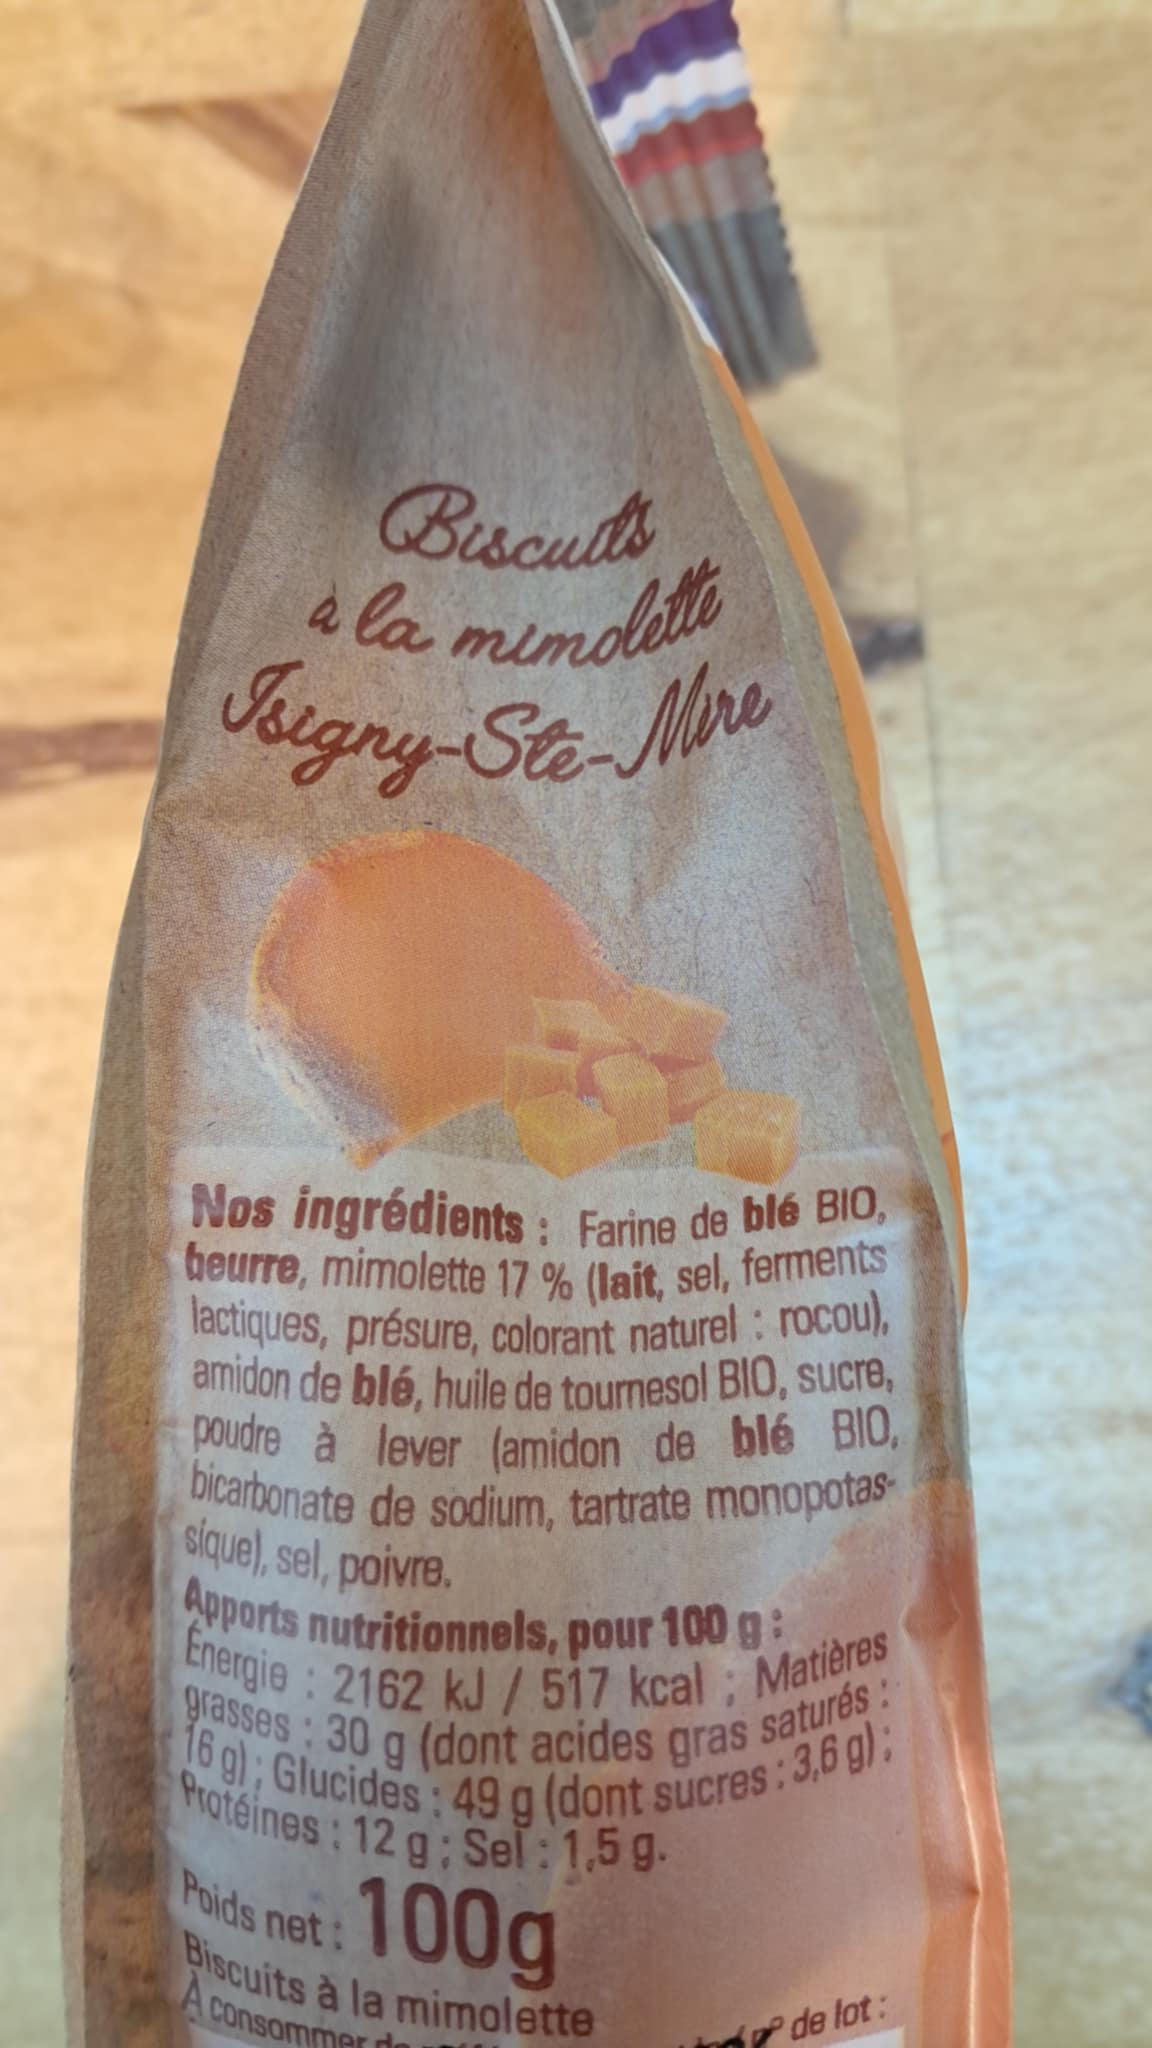 Biscuits
à la mimolette
Isigny-Ste-Mère
Nos ingrédients : Farine de blé BIO,
beurre, mimolette 17 % (lait, sel, ferments
lactiques, présure, colorant naturel : rocou),
amidon de blé, huile de tournesol BIO, sucre,
poudre à lever (amidon de blé BIO,
bicarbonate de sodium, tartrate monopotas-
sique), sel, poivre.
Apports nutritionnels, pour 100 g :
Énergie : 2162 kJ / 517 kcal ; Matières
grasses : 30 g (dont acides gras saturés :
16 g) ; Glucides : 49 g (dont sucres : 3,6 g) ;
Protéines : 12 g ; Sel : 1,5 g.
Poids net : 100g
Biscuits à la mimolette
À consommer de nº de lot :